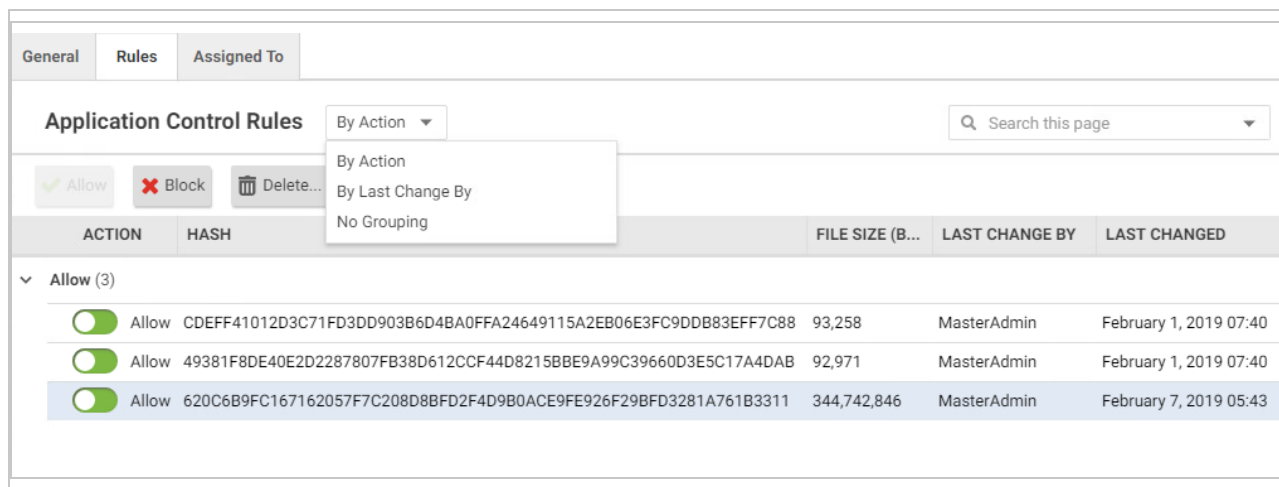 General Rules Assigned To
Application Control Rules By Action Search this page
By Action
Allow Block Delete...
By Last Change By
No Grouping
ACTION HASH FILE SIZE (B... LAST CHANGE BY LAST CHANGED
Allow (3)
Allow CDEFF41012D3C71FD3DD903B6D4BA0FFA24649115A2EB06E3FC9DDB83EFF7C88 93,258 MasterAdmin February 1, 2019 07:40
Allow 49381F8DE40E2D2287807FB38D612CCF44D8215BBE9A99C39660D3E5C17A4DAB 92,971 MasterAdmin February 1, 2019 07:40
Allow 620C6B9FC167162057F7C208D8BFD2F4D9B0ACE9FE926F29BFD3281A761B3311 344,742,846 MasterAdmin February 7, 2019 05:43